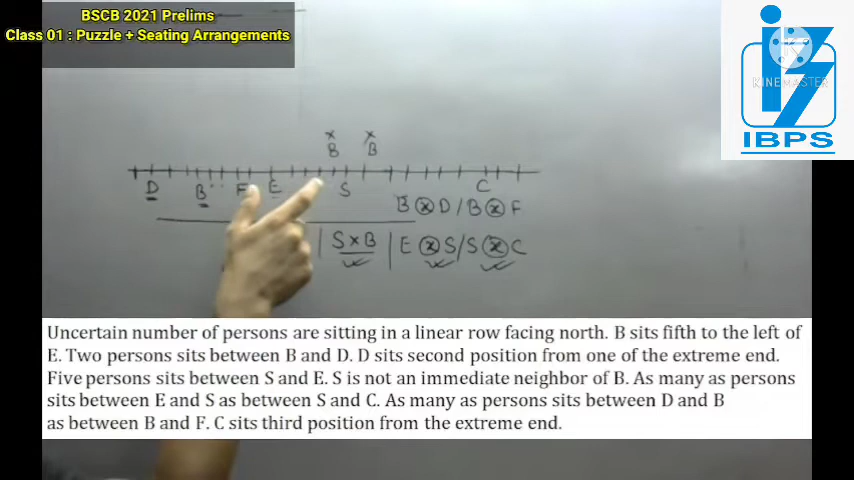 BSCB 2021 Prelims
Class 01 : Puzzle + Seating Arrangements
KINEMASTER
IBPS
B B
D B F E S C
B x D / B x F
S x B | E x S / S x C
Uncertain number of persons are sitting in a linear row facing north. B sits fifth to the left of
E. Two persons sits between B and D. D sits second position from one of the extreme end.
Five persons sits between S and E. S is not an immediate neighbor of B. As many as persons
sits between E and S as between S and C. As many as persons sits between D and B
as between B and F. C sits third position from the extreme end.